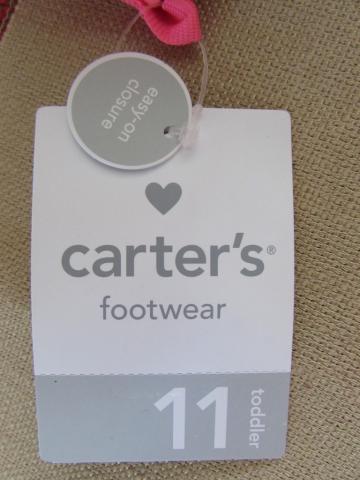 easy-on
closure
carter's®
footwear
11 toddler